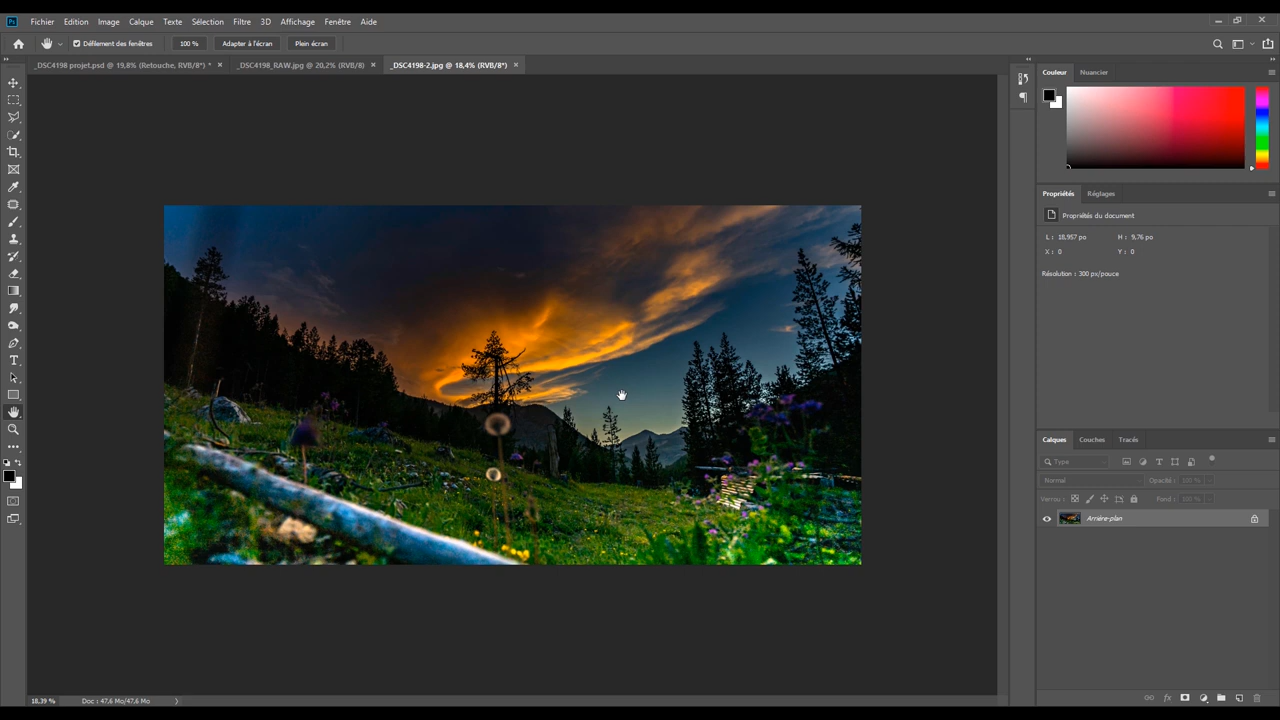 Ps Fichier Edition Image Calque Texte Sélection Filtre 3D Affichage Fenêtre Aide
Défilement des fenêtres 100 % Adapter à l'écran Plein écran
_DSC4198 projet.psd @ 19,8% (Retouche, RVB/8*) * × _DSC4198_RAW.jpg @ 20,2% (RVB/8) × _DSC4198-2.jpg @ 18,4% (RVB/8*) ×
Couleur Nuancier
Propriétés Réglages
Propriétés du document
L : 18,957 po H : 9,76 po
X : 0 Y : 0
Résolution : 300 px/pouce
Calques Couches Tracés
Type
Normal Opacité : 100 %
Verrou : Fond : 100 %
Arrière-plan
fx
18,39 % Doc : 47,6 Mo/47,6 Mo